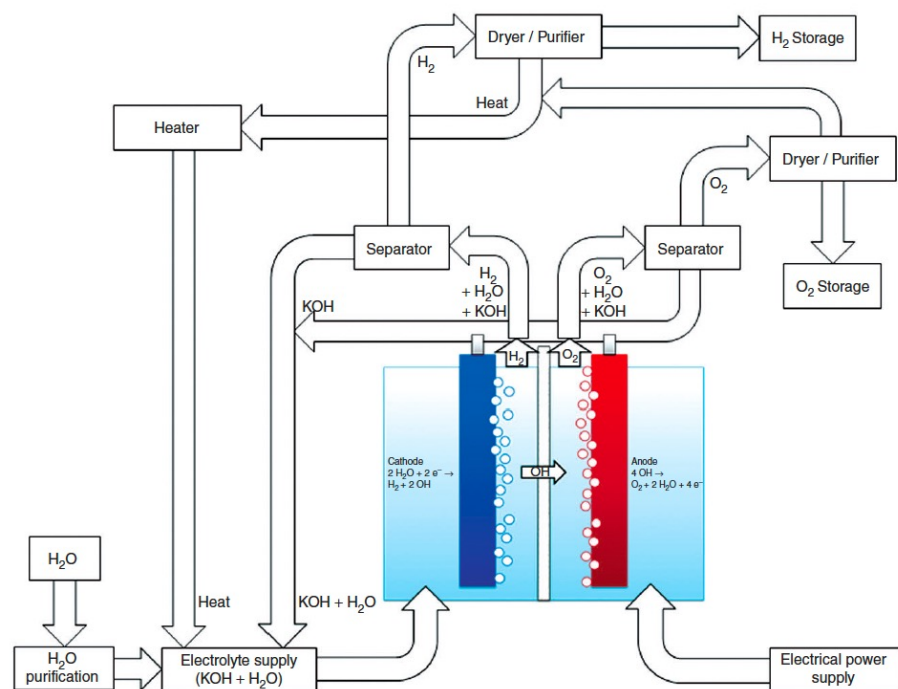 Dryer / Purifier
H₂ Storage
H₂
Heat
Heater
Dryer / Purifier
O₂
Separator
Separator
H₂
+ H₂O
+ KOH
O₂
+ H₂O
+ KOH
O₂ Storage
KOH
H₂
O₂
Cathode
2 H₂O + 2 e⁻ →
H₂ + 2 OH
OH
Anode
4 OH →
O₂ + 2 H₂O + 4 e⁻
H₂O
Heat
KOH + H₂O
H₂O
purification
Electrolyte supply
(KOH + H₂O)
Electrical power
supply